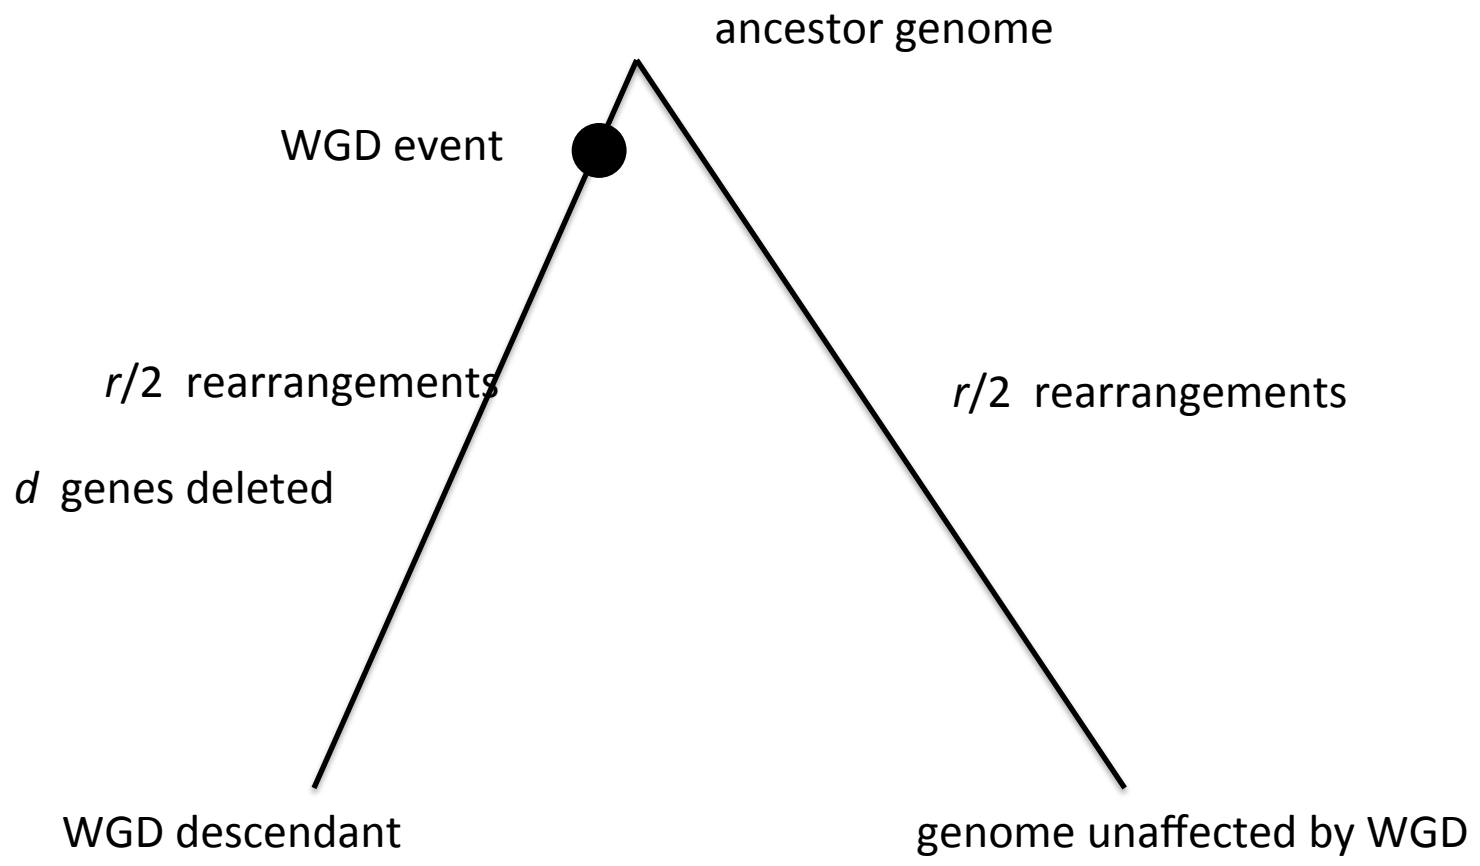 ancestor genome
WGD event
r/2 rearrangements
r/2 rearrangements
d genes deleted
WGD descendant
genome unaffected by WGD